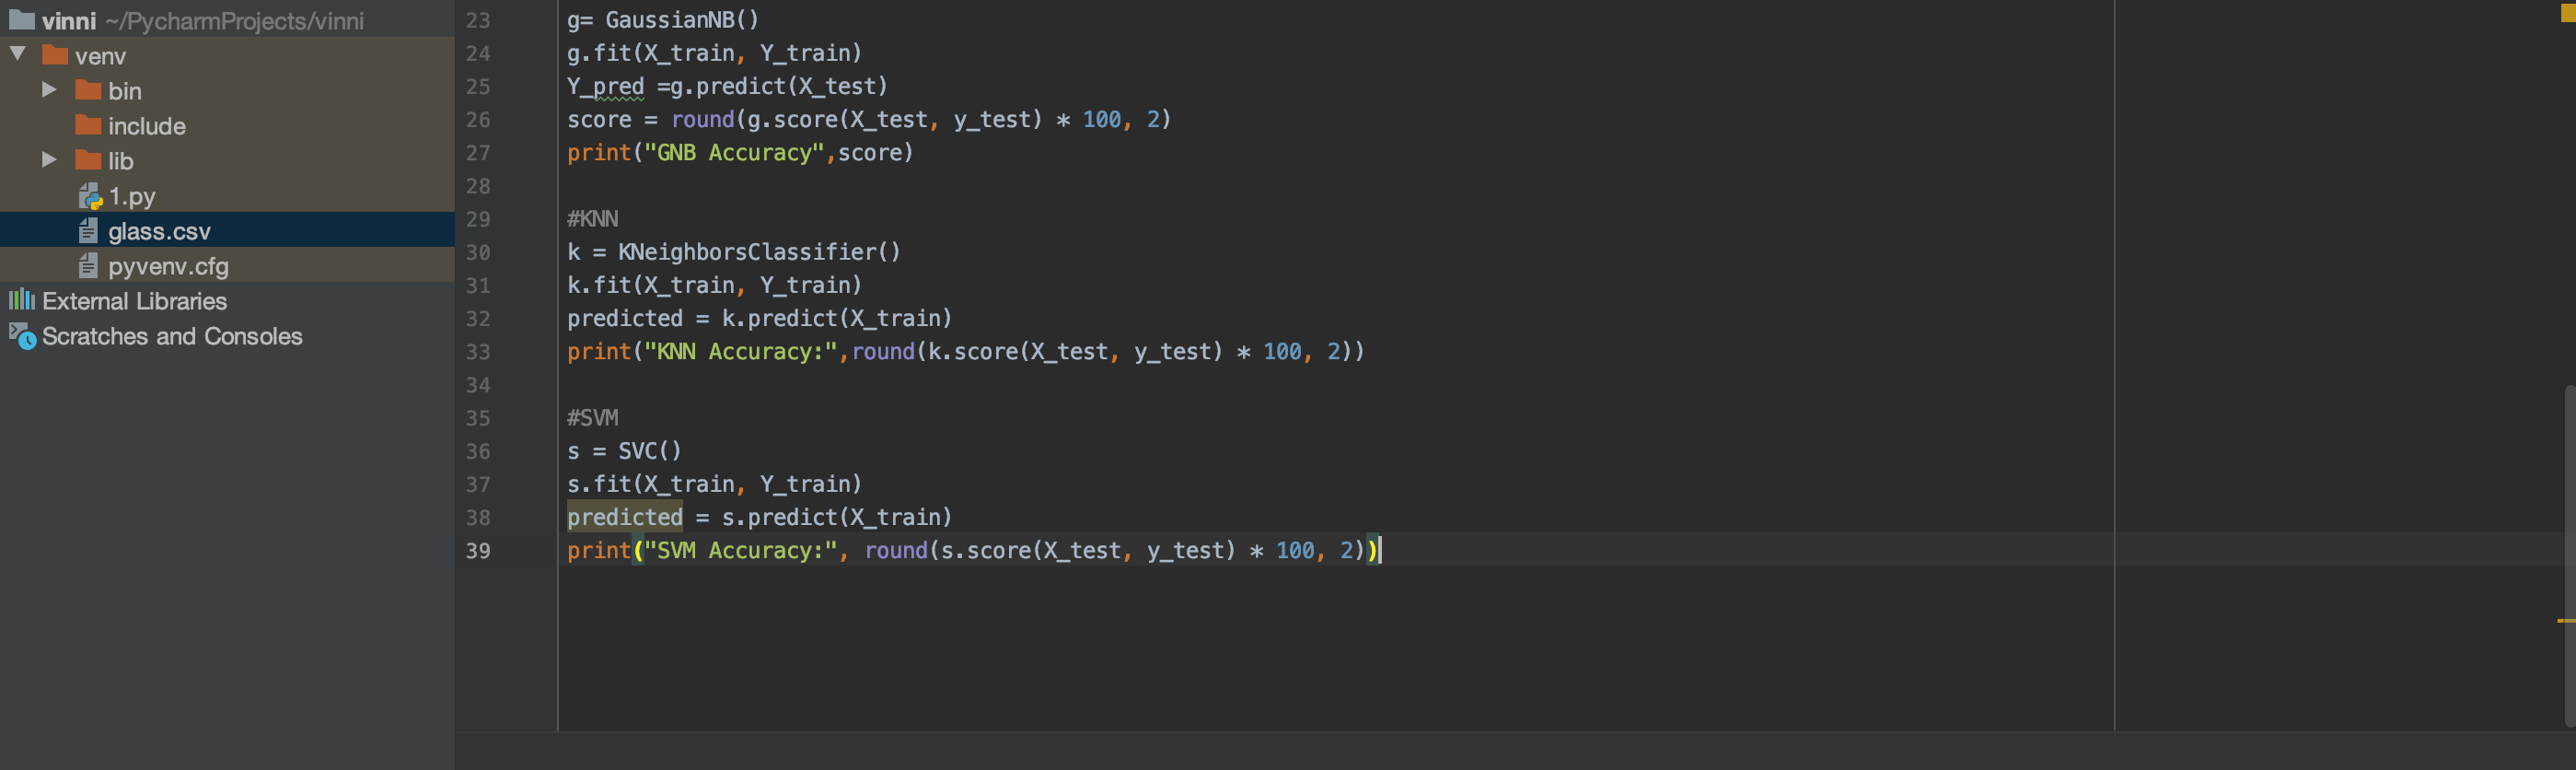 vinni ~/PycharmProjects/vinni
venv
bin
include
lib
1.py
glass.csv
pyvenv.cfg
External Libraries
Scratches and Consoles
23 g= GaussianNB()
24 g.fit(X_train, Y_train)
25 Y_pred =g.predict(X_test)
26 score = round(g.score(X_test, y_test) * 100, 2)
27 print("GNB Accuracy",score)
28
29 #KNN
30 k = KNeighborsClassifier()
31 k.fit(X_train, Y_train)
32 predicted = k.predict(X_train)
33 print("KNN Accuracy:",round(k.score(X_test, y_test) * 100, 2))
34
35 #SVM
36 s = SVC()
37 s.fit(X_train, Y_train)
38 predicted = s.predict(X_train)
39 print("SVM Accuracy:", round(s.score(X_test, y_test) * 100, 2))